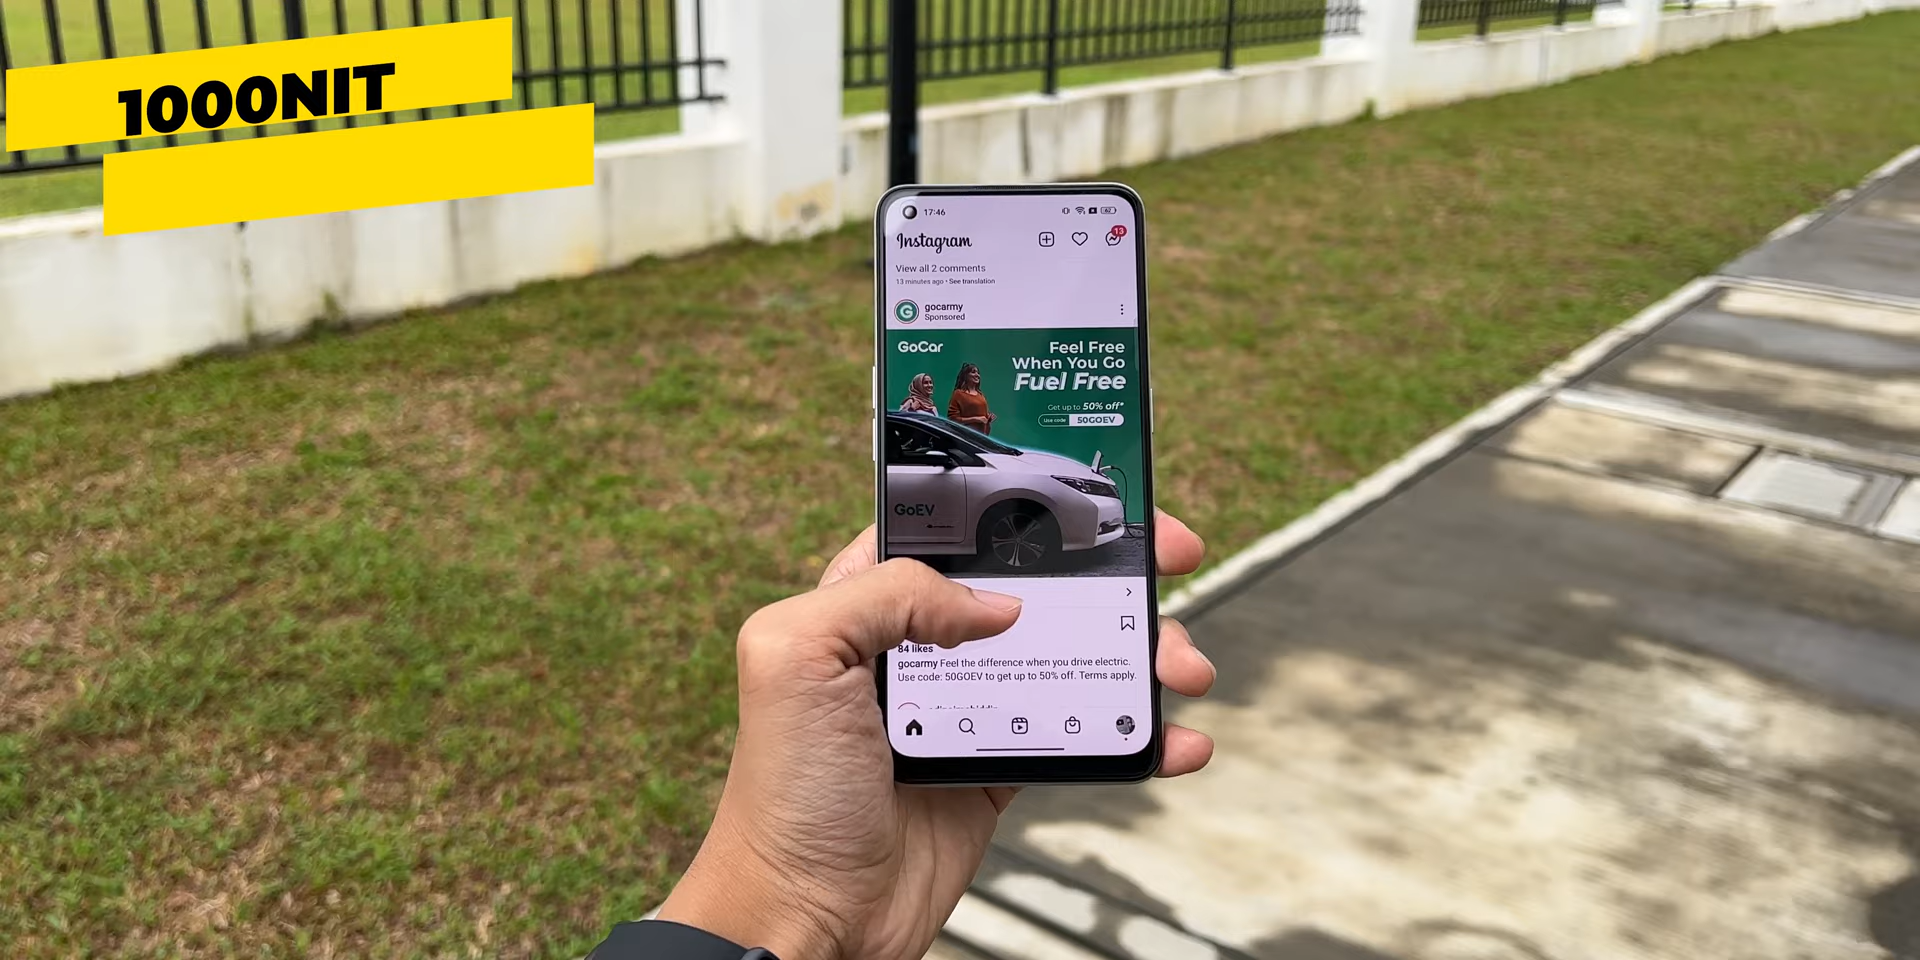 1000NIT
17:46
62
Instagram
13
View all 2 comments
13 minutes ago • See translation
G
gocarmy
Sponsored
GoCar
Feel Free
When You Go
Fuel Free
Get up to 50% off*
Use code 50GOEV
GoEV
84 likes
gocarmy Feel the difference when you drive electric.
Use code: 50GOEV to get up to 50% off. Terms apply.